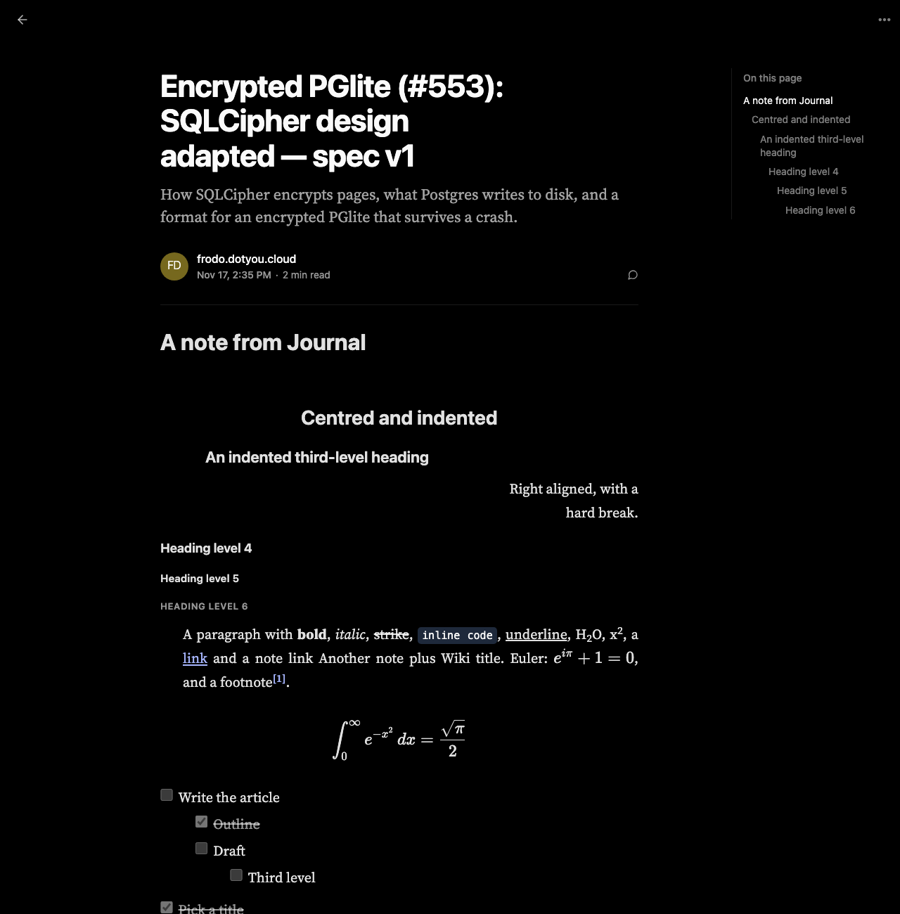 Encrypted PGlite (#553):
SQLCipher design
adapted — spec v1
How SQLCipher encrypts pages, what Postgres writes to disk, and a
format for an encrypted PGlite that survives a crash.
FD
frodo.dotyou.cloud
Nov 17, 2:35 PM · 2 min read
On this page
A note from Journal
Centred and indented
An indented third-level
heading
Heading level 4
Heading level 5
Heading level 6
A note from Journal
Centred and indented
An indented third-level heading
Right aligned, with a
hard break.
Heading level 4
Heading level 5
HEADING LEVEL 6
A paragraph with bold, italic, strike, inline code, underline, H₂O, x², a
link and a note link Another note plus Wiki title. Euler: e^{iπ} + 1 = 0,
and a footnote[1].
∫₀^∞ e^{−x²} dx = √π / 2
Write the article
Outline
Draft
Third level
Pick a title